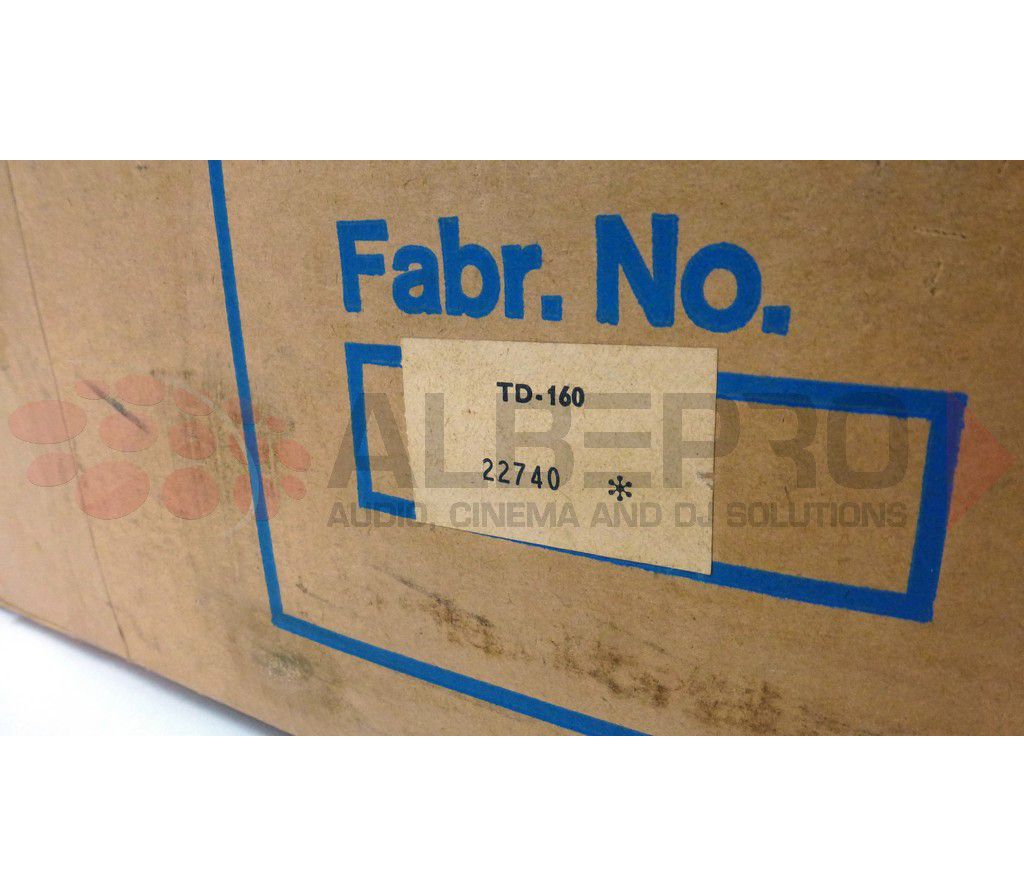 Fabr. No.
TD-160
22740 *
ALBEPRO
AUDIO, CINEMA AND DJ SOLUTIONS